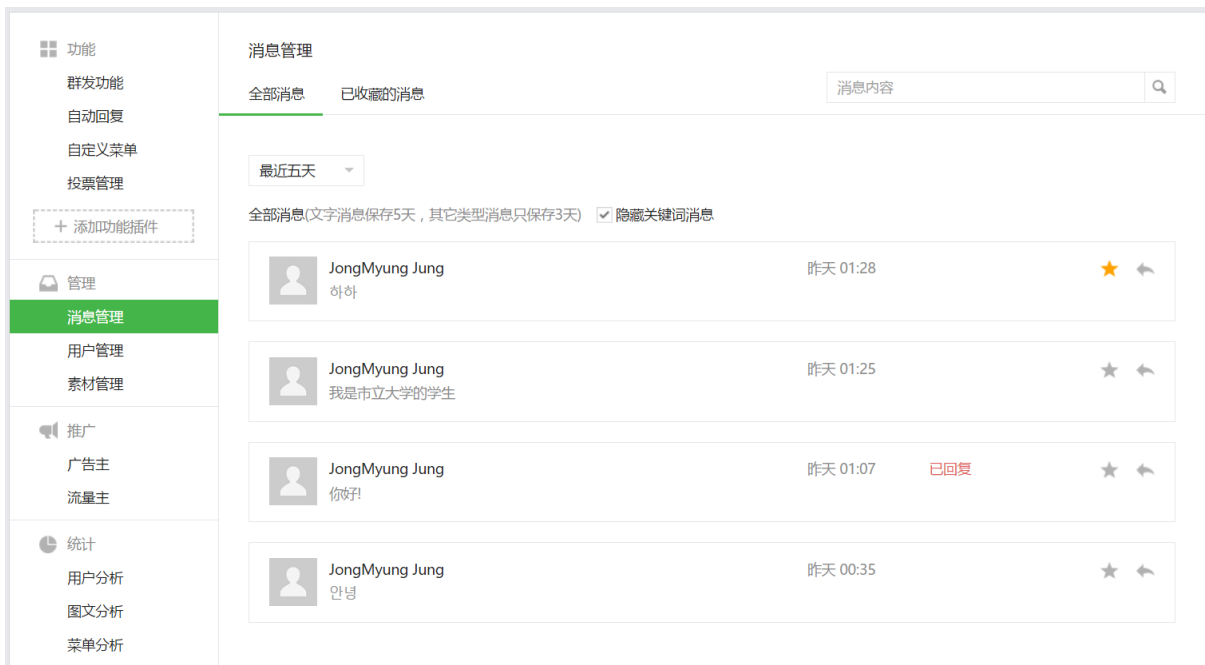 功能
群发功能
自动回复
自定义菜单
投票管理
+ 添加功能插件
管理
消息管理
用户管理
素材管理
推广
广告主
流量主
统计
用户分析
图文分析
菜单分析
消息管理
全部消息 已收藏的消息
消息内容
最近五天
全部消息(文字消息保存5天，其它类型消息只保存3天) 隐藏关键词消息
JongMyung Jung 昨天 01:28
하하
JongMyung Jung 昨天 01:25
我是市立大学的学生
JongMyung Jung 昨天 01:07 已回复
你好!
JongMyung Jung 昨天 00:35
안녕